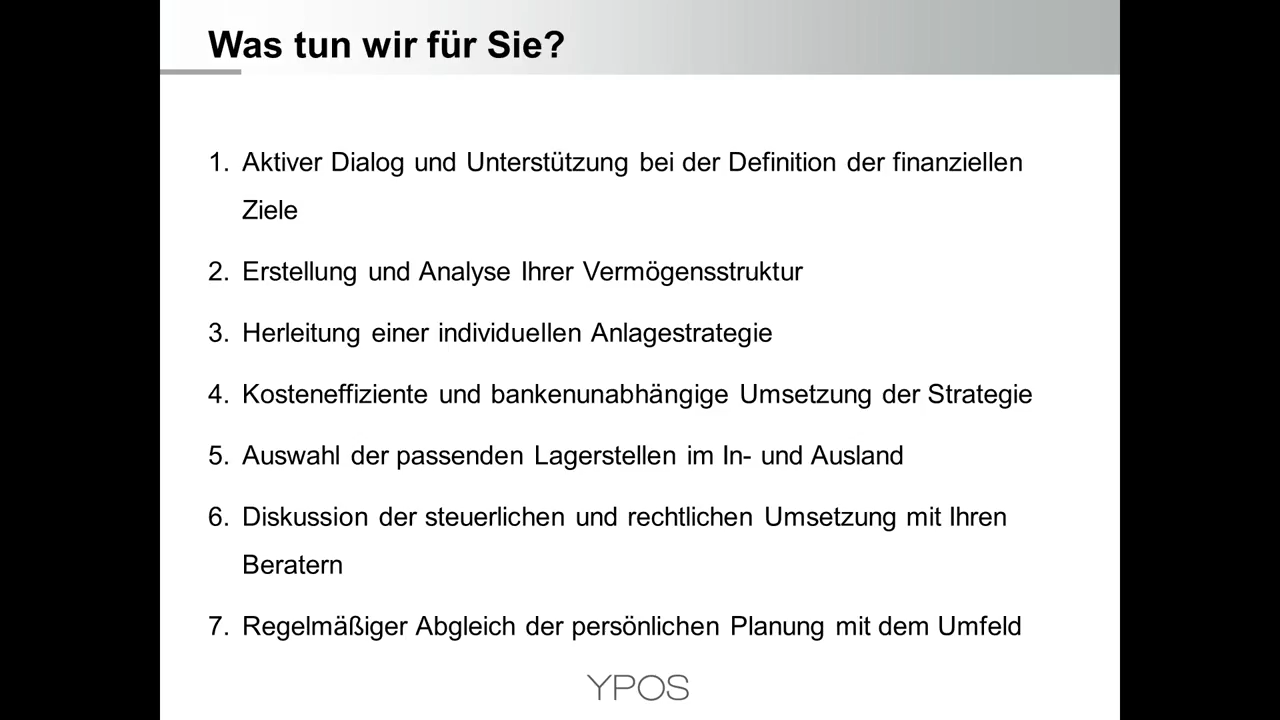 Was tun wir für Sie?
1. Aktiver Dialog und Unterstützung bei der Definition der finanziellen
Ziele
2. Erstellung und Analyse Ihrer Vermögensstruktur
3. Herleitung einer individuellen Anlagestrategie
4. Kosteneffiziente und bankenunabhängige Umsetzung der Strategie
5. Auswahl der passenden Lagerstellen im In- und Ausland
6. Diskussion der steuerlichen und rechtlichen Umsetzung mit Ihren
Beratern
7. Regelmäßiger Abgleich der persönlichen Planung mit dem Umfeld
YPOS